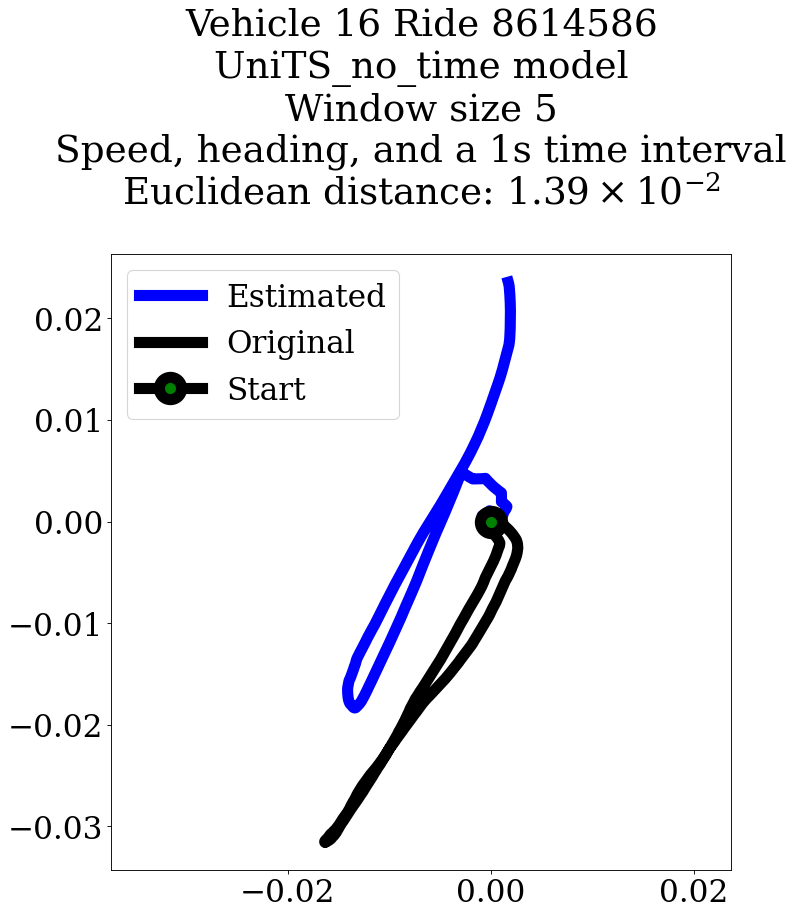 Vehicle 16 Ride 8614586
UniTS_no_time model
Window size 5
Speed, heading, and a 1s time interval
Euclidean distance: 1.39 × 10⁻²
Estimated
Original
Start
0.02
0.01
0.00
−0.01
−0.02
−0.03
−0.02
0.00
0.02